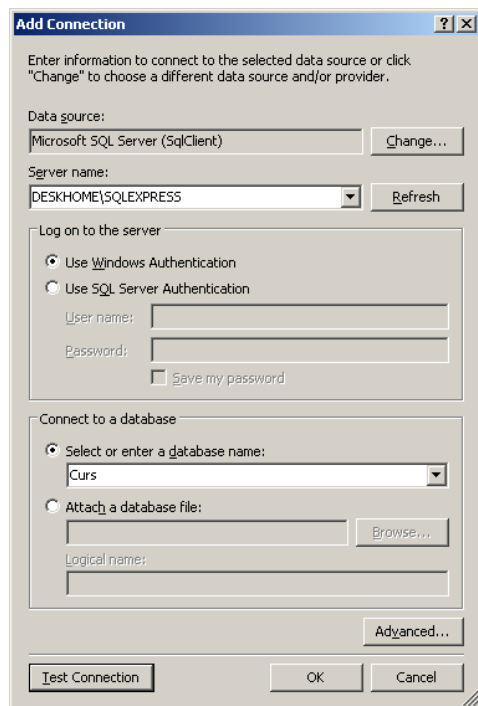 Add Connection
Enter information to connect to the selected data source or click
"Change" to choose a different data source and/or provider.
Data source:
Microsoft SQL Server (SqlClient)
Change...
Server name:
DESKHOME\SQLEXPRESS
Refresh
Log on to the server
Use Windows Authentication
Use SQL Server Authentication
User name:
Password:
Save my password
Connect to a database
Select or enter a database name:
Curs
Attach a database file:
Browse...
Logical name:
Advanced...
Test Connection
OK
Cancel